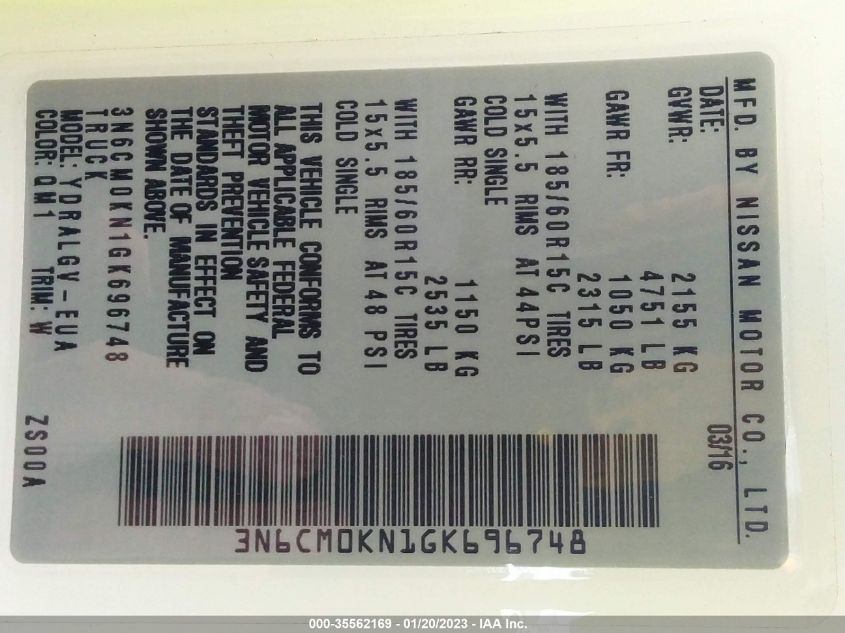 MFD. BY NISSAN MOTOR CO., LTD.
DATE: 03/16
GVWR: 2155 KG
4751 LB
GAWR FR: 1050 KG
2315 LB
WITH 185/60R15C TIRES
15x5.5 RIMS AT 44PSI
COLD SINGLE
GAWR RR: 1150 KG
2535 LB
WITH 185/60R15C TIRES
15x5.5 RIMS AT 48 PSI
COLD SINGLE
THIS VEHICLE CONFORMS TO
ALL APPLICABLE FEDERAL
MOTOR VEHICLE SAFETY AND
THEFT PREVENTION
STANDARDS IN EFFECT ON
THE DATE OF MANUFACTURE
SHOWN ABOVE.
3N6CM0KN1GK696748
TRUCK
MODEL: YDRALGV-EUA
COLOR: QM1 TRIM: W ZS00A
3N6CM0KN1GK696748
000-35562169 - 01/20/2023 - IAA Inc.